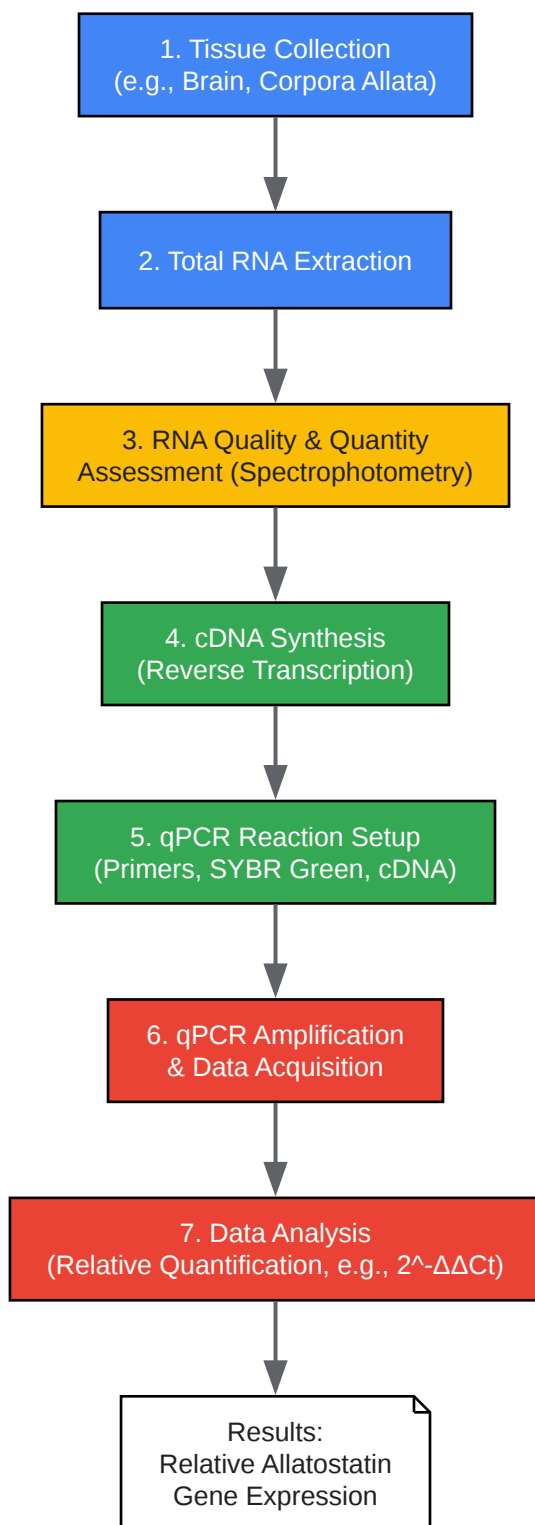 1. Tissue Collection
(e.g., Brain, Corpora Allata)
2. Total RNA Extraction
3. RNA Quality & Quantity
Assessment (Spectrophotometry)
4. cDNA Synthesis
(Reverse Transcription)
5. qPCR Reaction Setup
(Primers, SYBR Green, cDNA)
6. qPCR Amplification
& Data Acquisition
7. Data Analysis
(Relative Quantification, e.g., 2^-ΔΔCt)
Results:
Relative Allatostatin
Gene Expression